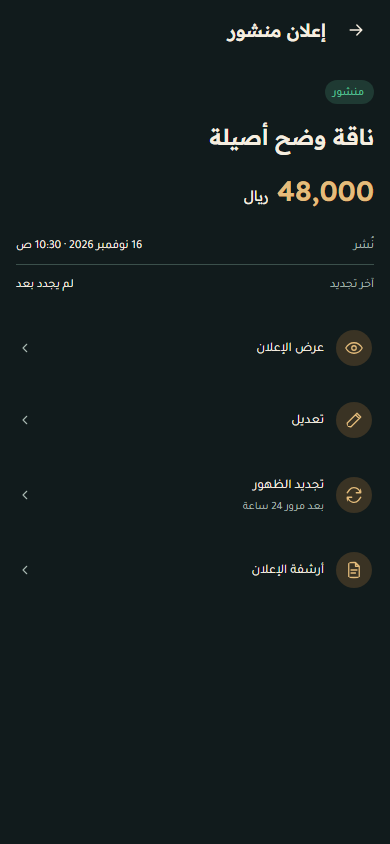 إعلان منشور
منشور
ناقة وضح أصيلة
48,000 ريال
نُشر 16 نوفمبر 2026 · 10:30 ص
آخر تجديد لم يجدد بعد
عرض الإعلان
تعديل
تجديد الظهور
بعد مرور 24 ساعة
أرشفة الإعلان